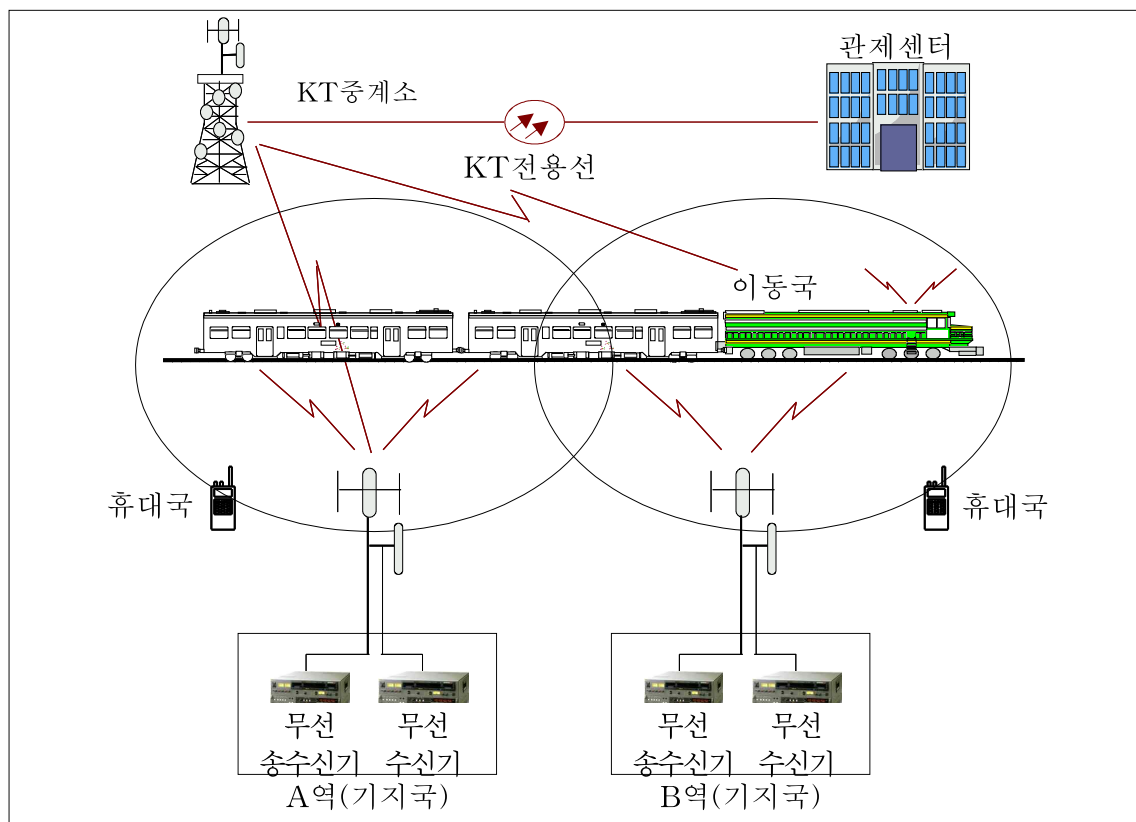 관제센터
KT중계소
KT전용선
이동국
휴대국
휴대국
무선
송수신기
무선
수신기
무선
송수신기
무선
수신기
A역(기지국)
B역(기지국)